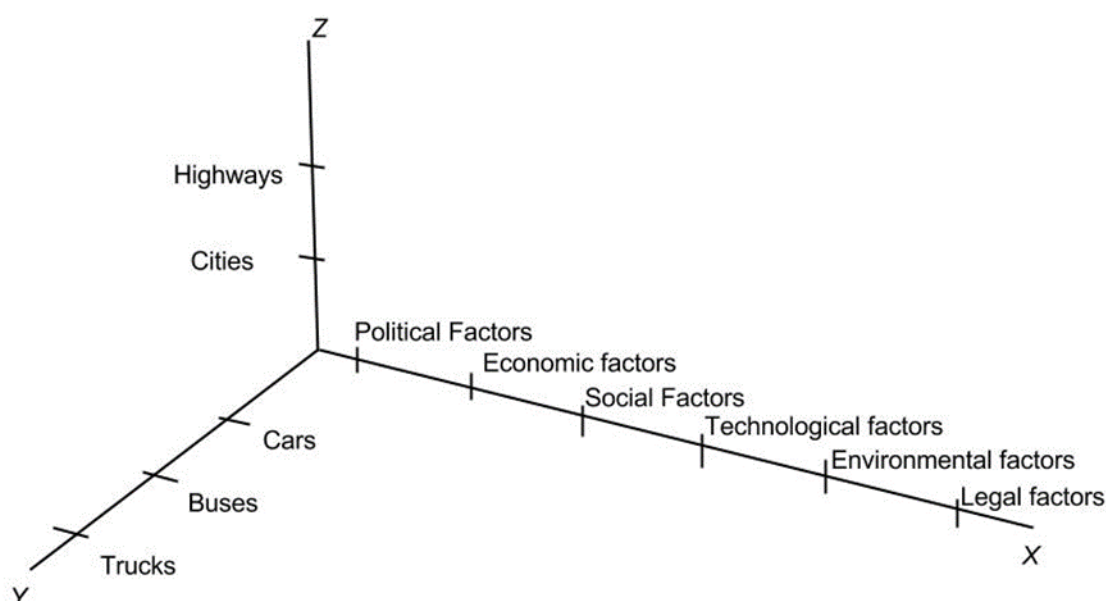 Z
Highways
Cities
Political Factors
Economic factors
Social Factors
Technological factors
Environmental factors
Legal factors
X
Cars
Buses
Trucks
Y